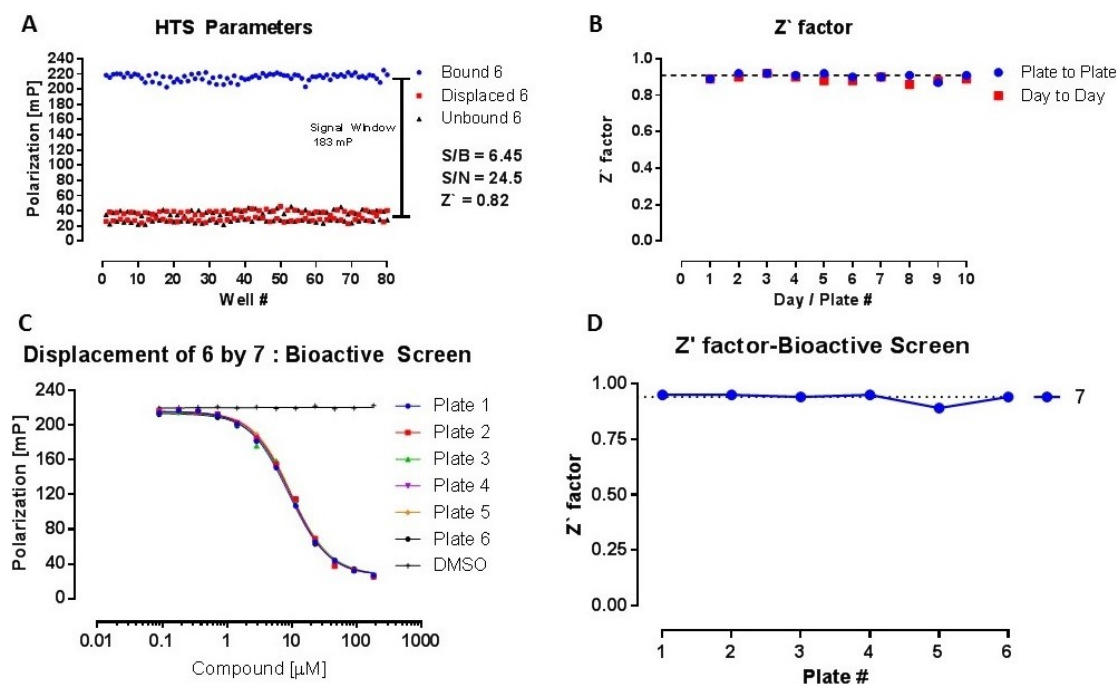 A
HTS Parameters
Polarization [mP]
240
220
200
180
160
140
120
100
80
60
40
20
0
0 10 20 30 40 50 60 70 80
Well #
Bound 6
Displaced 6
Unbound 6
Signal Window
183 mP
S/B = 6.45
S/N = 24.5
Z` = 0.82
B
Z` factor
Z` factor
1.0
0.8
0.6
0.4
0.2
0.0
0 1 2 3 4 5 6 7 8 9 10
Day / Plate #
Plate to Plate
Day to Day
C
Displacement of 6 by 7 : Bioactive Screen
Polarization [mP]
240
200
160
120
80
40
0
0.01 0.1 1 10 100 1000
Compound [μM]
Plate 1
Plate 2
Plate 3
Plate 4
Plate 5
Plate 6
DMSO
D
Z' factor-Bioactive Screen
Z` factor
1.00
0.75
0.50
0.25
0.00
1 2 3 4 5 6
Plate #
7